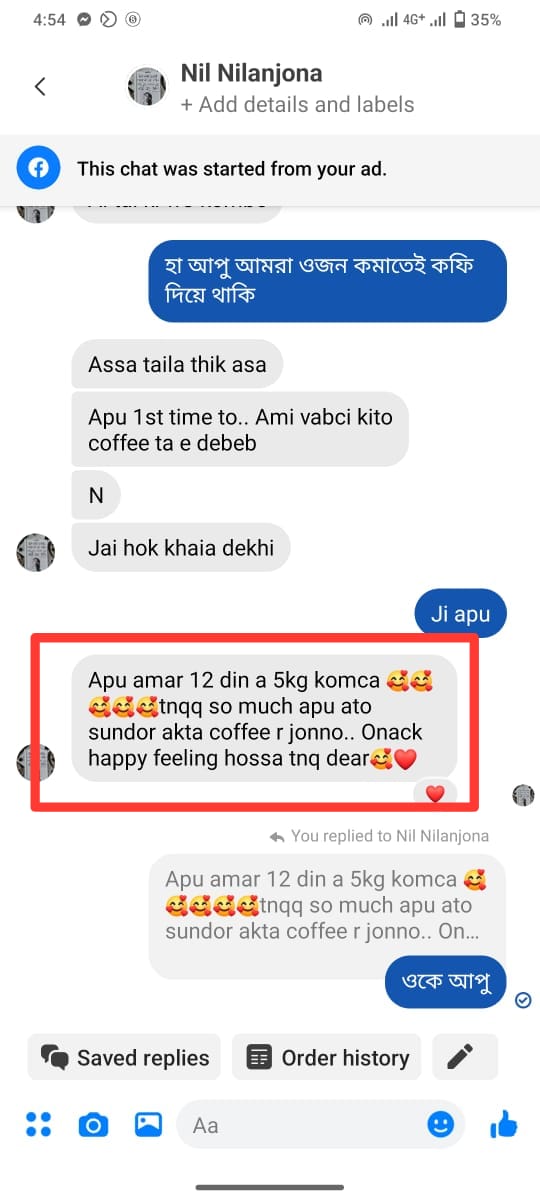 4:54
4G+
35%
Nil Nilanjona
+ Add details and labels
This chat was started from your ad.
হা আপু আমরা ওজন কমাতেই কফি
দিয়ে থাকি
Assa taila thik asa
Apu 1st time to.. Ami vabci kito
coffee ta e debeb
N
Jai hok khaia dekhi
Ji apu
Apu amar 12 din a 5kg komca 🥰🥰
🥰🥰🥰tnqq so much apu ato
sundor akta coffee r jonno.. Onack
happy feeling hossa tnq dear🥰♥️
You replied to Nil Nilanjona
Apu amar 12 din a 5kg komca 🥰
🥰🥰🥰🥰tnqq so much apu ato
sundor akta coffee r jonno.. On...
ওকে আপু
Saved replies
Order history
Aa